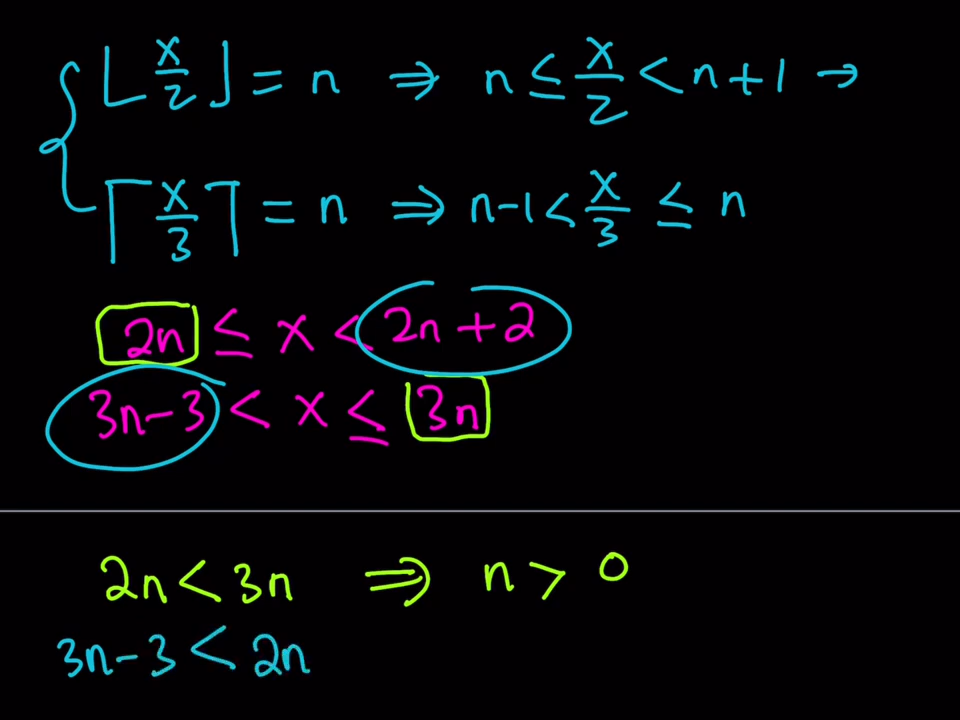 ⌊x/2⌋ = n ⇒ n ≤ x/2 < n+1 →
⌈x/3⌉ = n ⇒ n-1 < x/3 ≤ n
2n ≤ x < 2n+2
3n-3 < x ≤ 3n
2n < 3n ⇒ n > 0
3n-3 < 2n